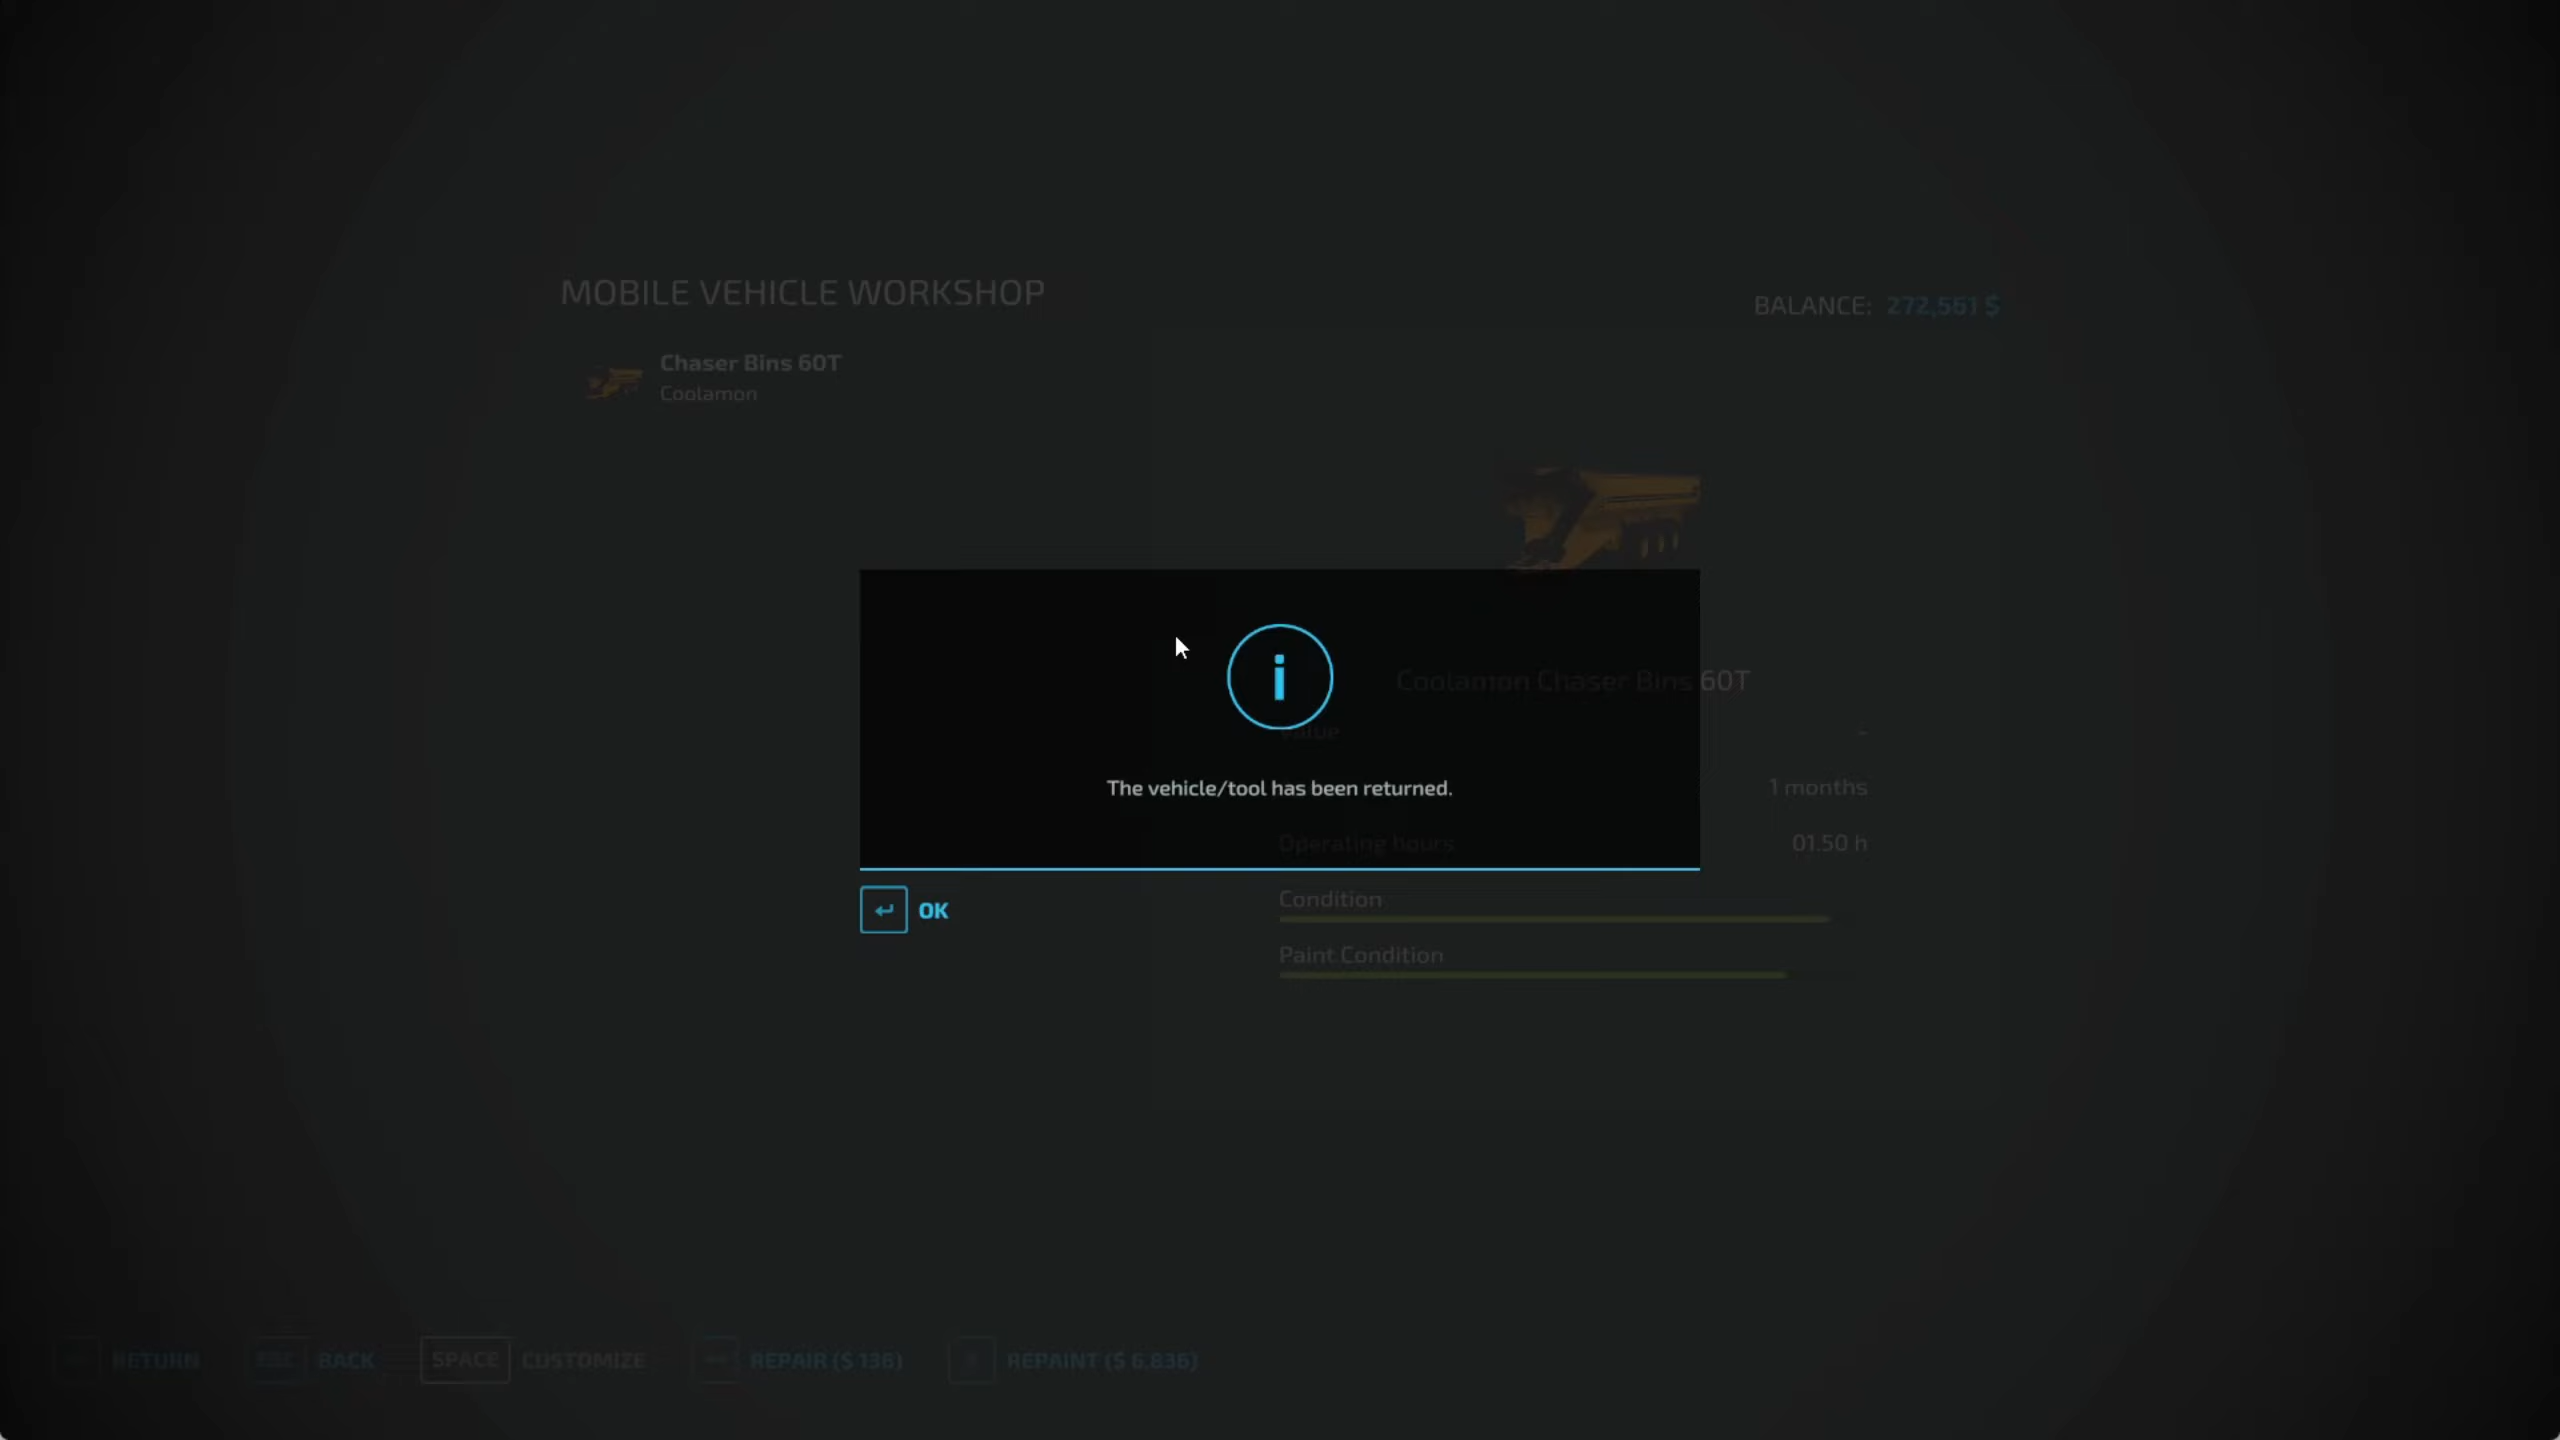 MOBILE VEHICLE WORKSHOP
BALANCE: 272,561 $
Chaser Bins 60T
Coolamon
Coolamon Chaser Bins 60T
Value -
The vehicle/tool has been returned.
1 months
Operating hours 01.50 h
OK
Condition
Paint Condition
RETURN
BACK
SPACE CUSTOMIZE
REPAIR ($ 136)
REPAINT ($ 6,836)